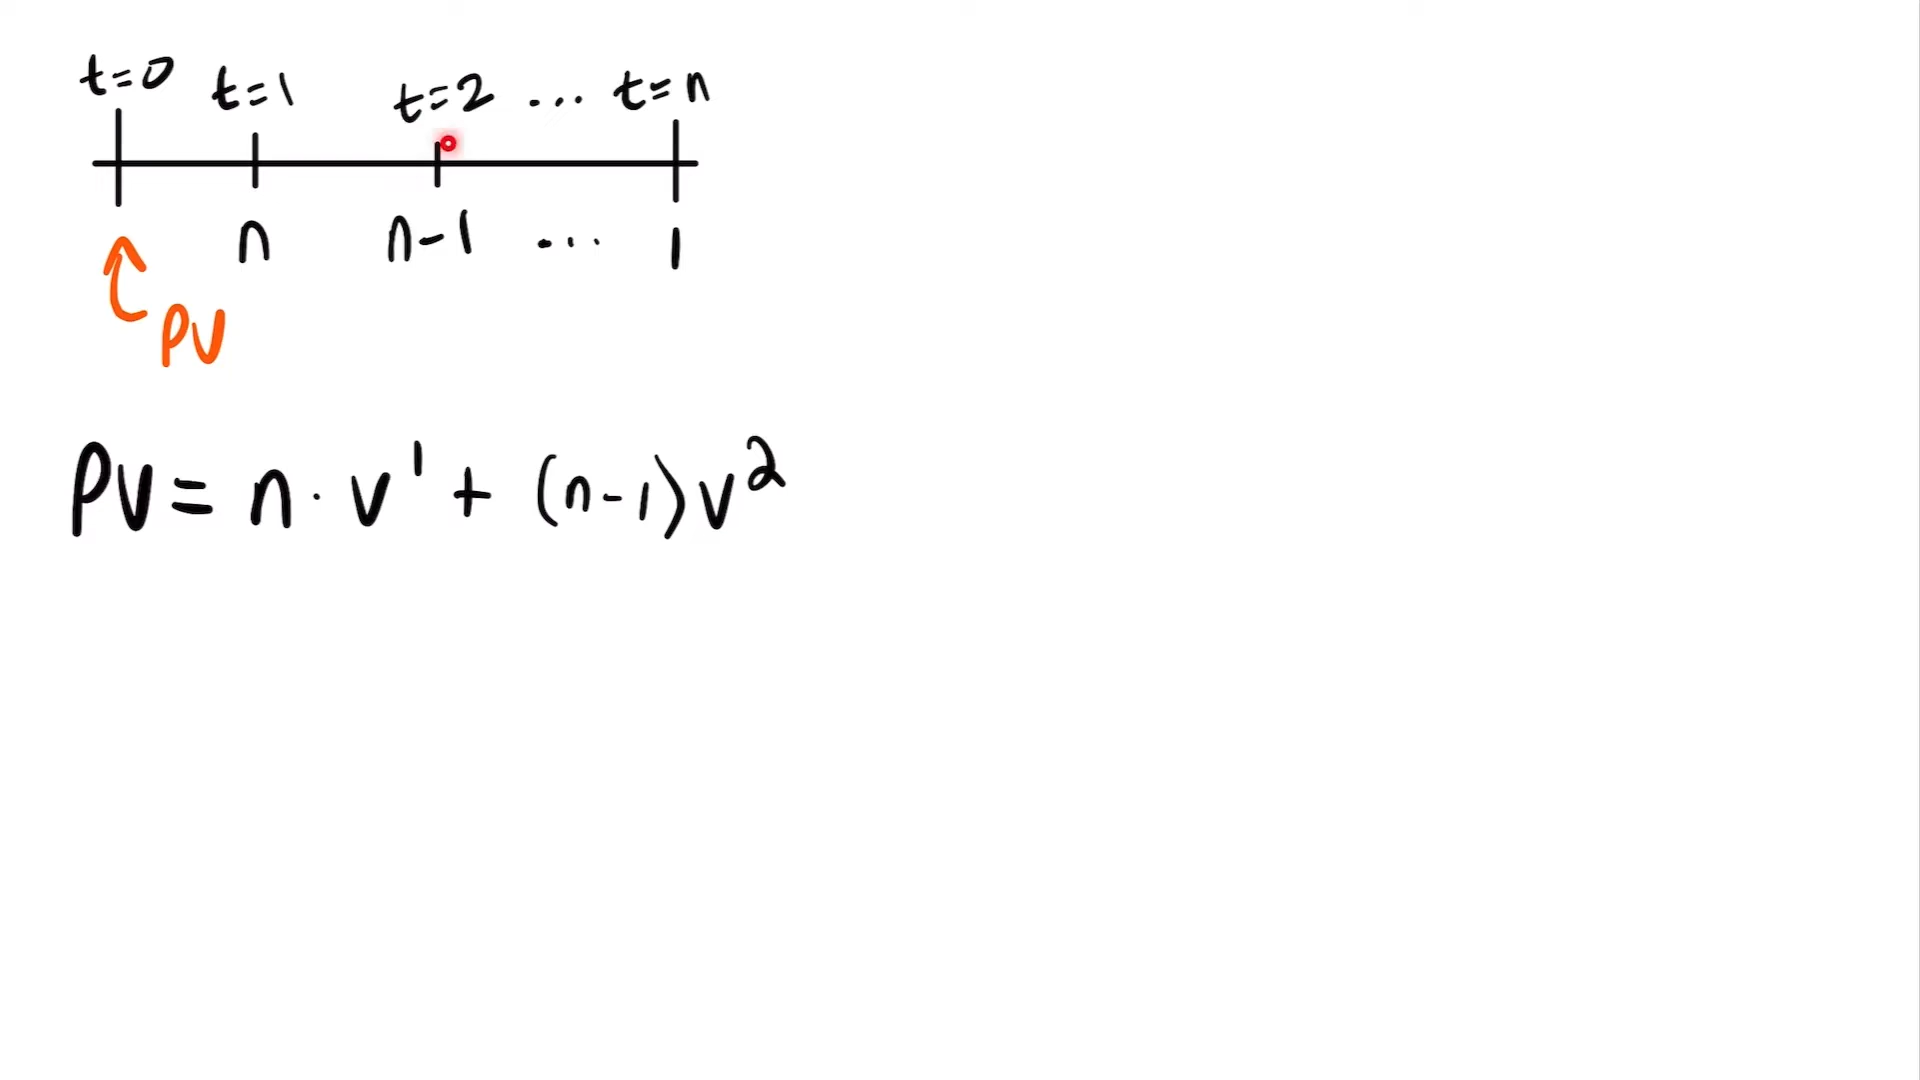 t=0 t=1 t=2 ... t=n
n n-1 ... 1
PV
PV = n · v¹ + (n-1)v²